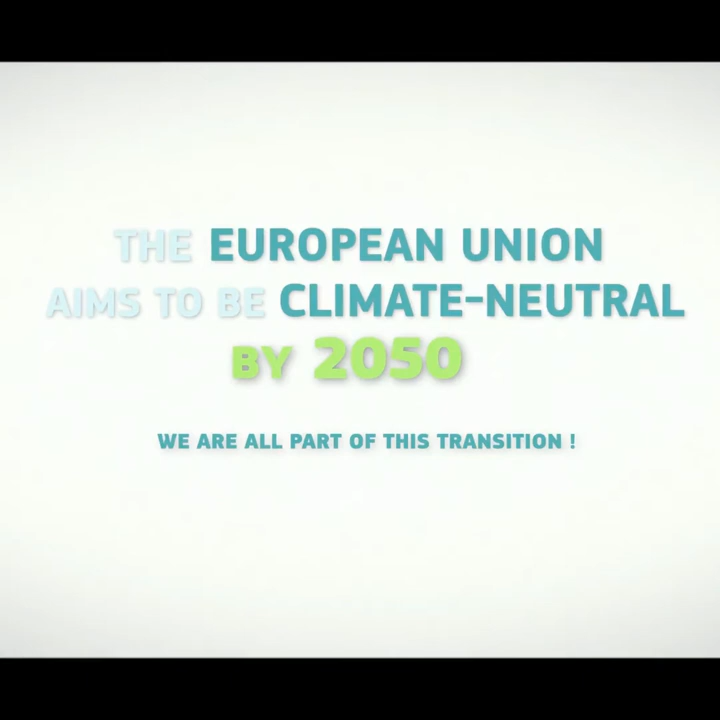 THE EUROPEAN UNION
AIMS TO BE CLIMATE-NEUTRAL
BY 2050
WE ARE ALL PART OF THIS TRANSITION !